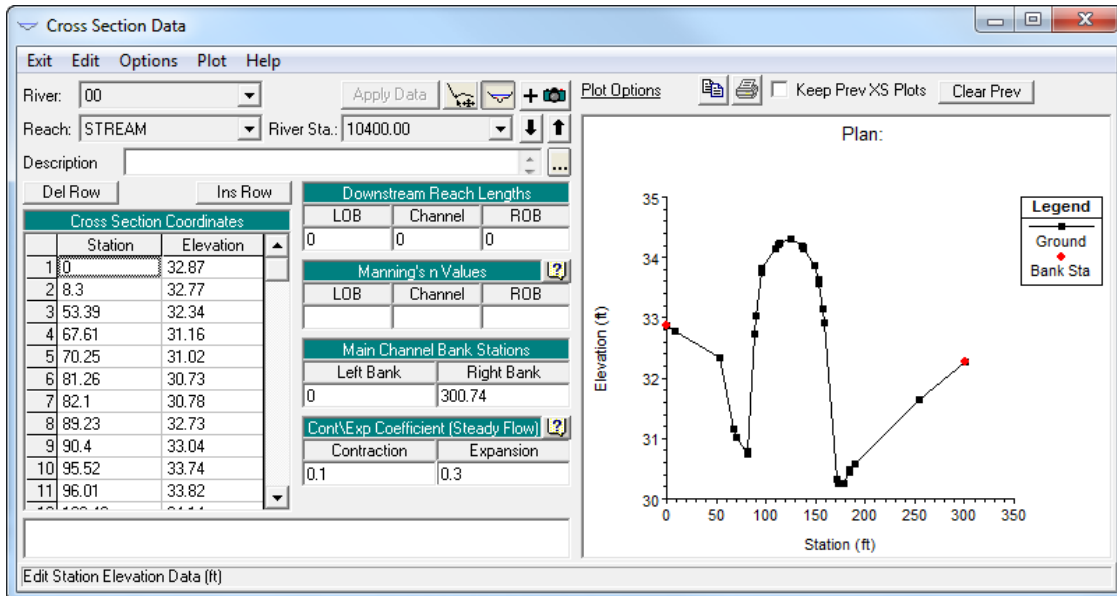 Cross Section Data
Exit Edit Options Plot Help
River: 00 Apply Data
Reach: STREAM River Sta.: 10400.00
Description ...
Del Row Ins Row
Cross Section Coordinates
Station Elevation
1 0 32.87
2 8.3 32.77
3 53.39 32.34
4 67.61 31.16
5 70.25 31.02
6 81.26 30.73
7 82.1 30.78
8 89.23 32.73
9 90.4 33.04
10 95.52 33.74
11 96.01 33.82
Downstream Reach Lengths
LOB Channel ROB
0 0 0
Manning's n Values
LOB Channel ROB
Main Channel Bank Stations
Left Bank Right Bank
0 300.74
Cont\Exp Coefficient (Steady Flow)
Contraction Expansion
0.1 0.3
Edit Station Elevation Data (ft)
Plot Options Keep Prev XS Plots Clear Prev
Plan:
35
34
33
32
31
30
Elevation (ft)
0 50 100 150 200 250 300 350
Station (ft)
Legend
Ground
Bank Sta